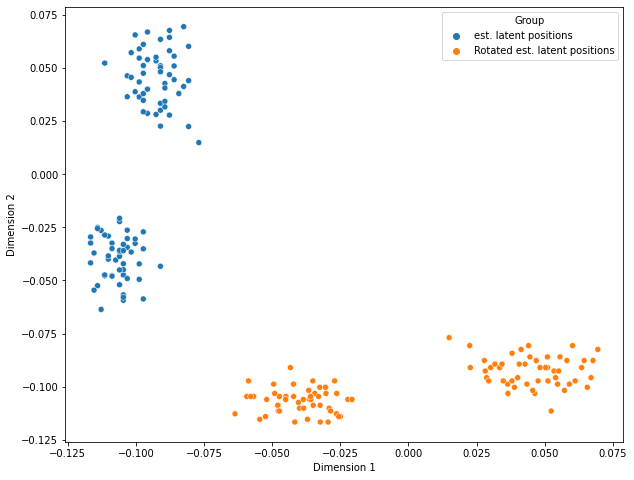 Group
est. latent positions
Rotated est. latent positions
0.075
0.050
0.025
0.000
−0.025
−0.050
−0.075
−0.100
−0.125
Dimension 2
−0.125 −0.100 −0.075 −0.050 −0.025 0.000 0.025 0.050 0.075
Dimension 1